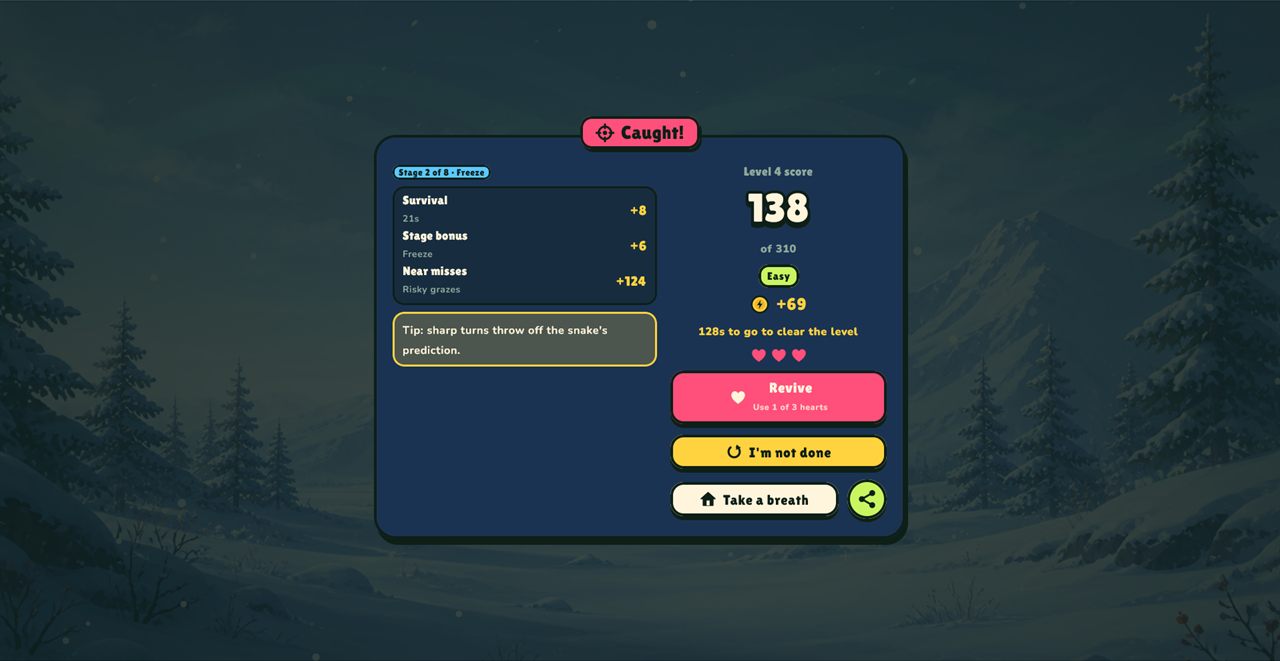 Caught!
Stage 2 of 8 · Freeze
Survival
21s
+8
Stage bonus
Freeze
+6
Near misses
Risky grazes
+124
Tip: sharp turns throw off the snake's
prediction.
Level 4 score
138
of 310
Easy
+69
128s to go to clear the level
Revive
Use 1 of 3 hearts
I'm not done
Take a breath